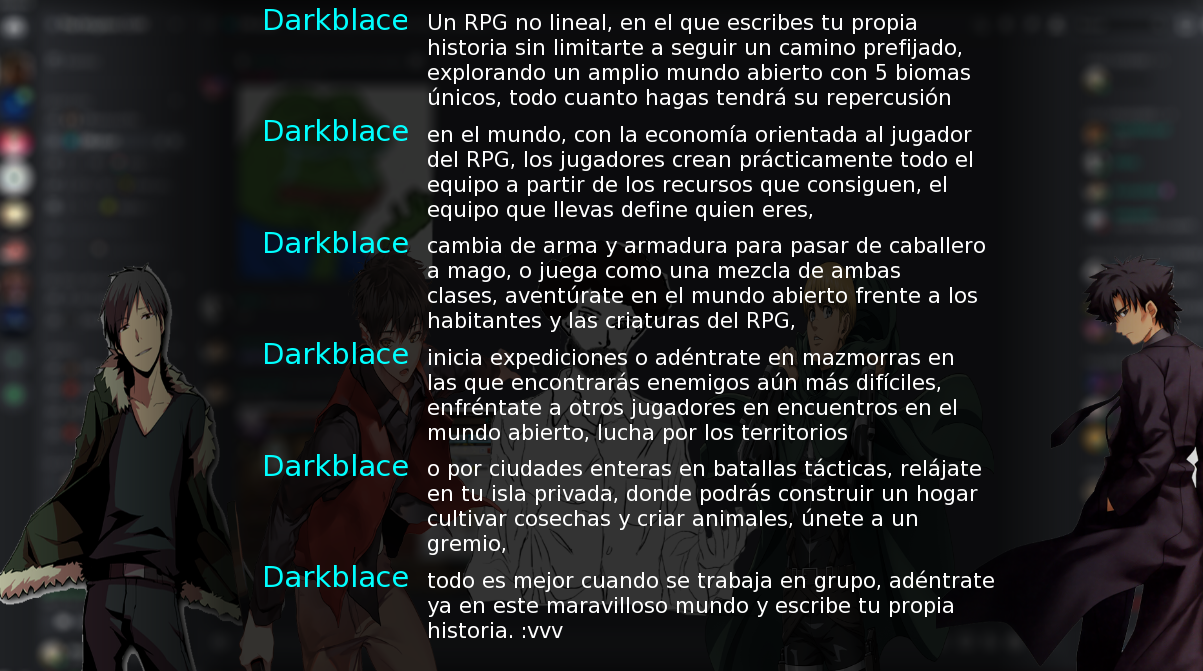 Darkblace Un RPG no lineal, en el que escribes tu propia
historia sin limitarte a seguir un camino prefijado,
explorando un amplio mundo abierto con 5 biomas
únicos, todo cuanto hagas tendrá su repercusión
Darkblace en el mundo, con la economía orientada al jugador
del RPG, los jugadores crean prácticamente todo el
equipo a partir de los recursos que consiguen, el
equipo que llevas define quien eres,
Darkblace cambia de arma y armadura para pasar de caballero
a mago, o juega como una mezcla de ambas
clases, aventúrate en el mundo abierto frente a los
habitantes y las criaturas del RPG,
Darkblace inicia expediciones o adéntrate en mazmorras en
las que encontrarás enemigos aún más difíciles,
enfréntate a otros jugadores en encuentros en el
mundo abierto, lucha por los territorios
Darkblace o por ciudades enteras en batallas tácticas, relájate
en tu isla privada, donde podrás construir un hogar
cultivar cosechas y criar animales, únete a un
gremio,
Darkblace todo es mejor cuando se trabaja en grupo, adéntrate
ya en este maravilloso mundo y escribe tu propia
historia. :vvv